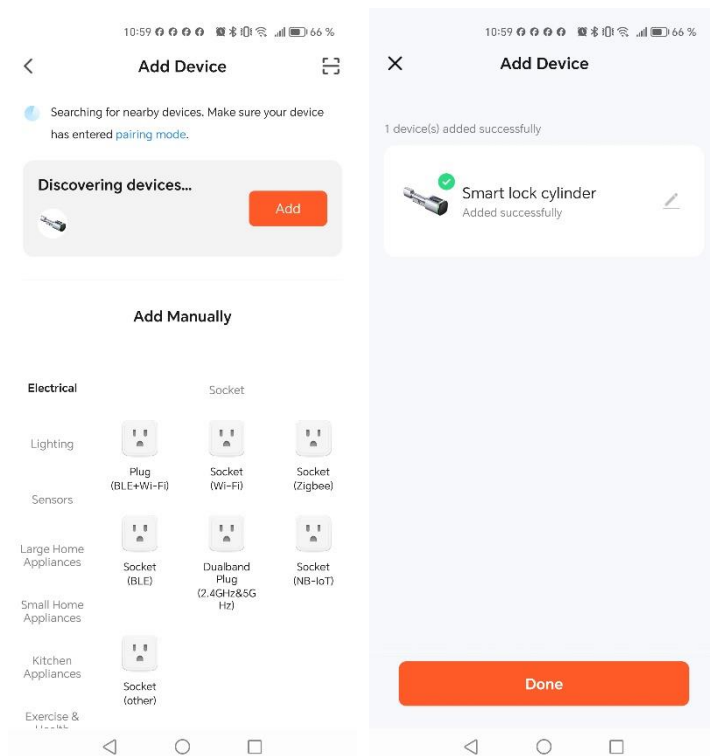 10:59
66 %
Add Device
Searching for nearby devices. Make sure your device
has entered pairing mode.
Discovering devices...
Add
Add Manually
Electrical
Socket
Lighting
Plug
(BLE+Wi-Fi)
Socket
(Wi-Fi)
Socket
(Zigbee)
Sensors
Large Home
Appliances
Socket
(BLE)
Dualband
Plug
(2.4GHz&5G
Hz)
Socket
(NB-IoT)
Small Home
Appliances
Kitchen
Appliances
Socket
(other)
Exercise &
10:59
66 %
Add Device
1 device(s) added successfully
Smart lock cylinder
Added successfully
Done